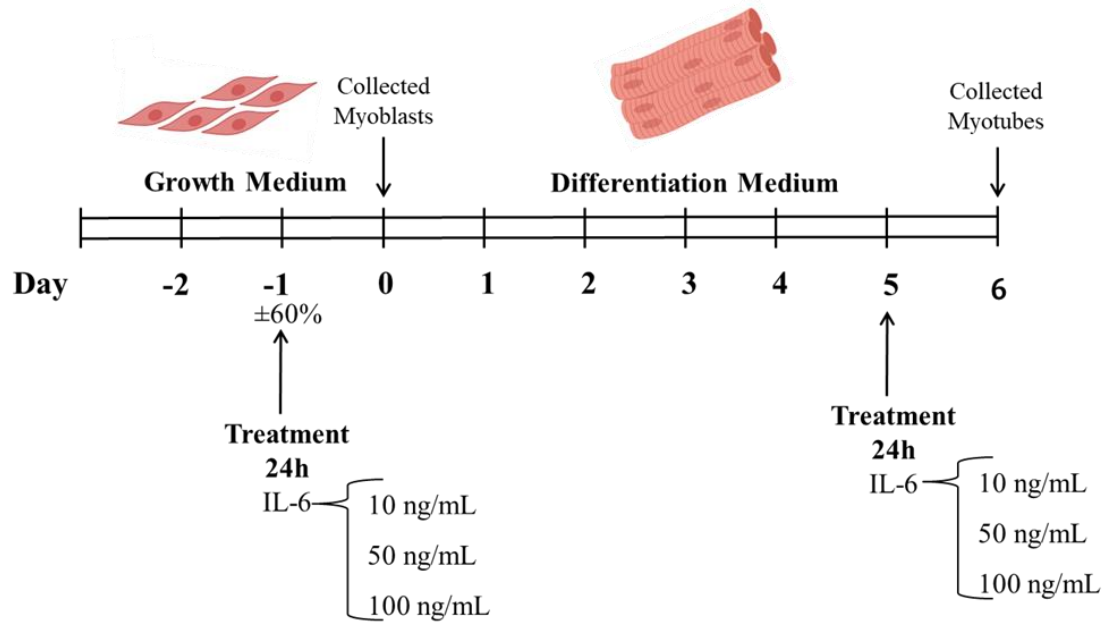 Collected
Myoblasts
Collected
Myotubes
Growth Medium
Differentiation Medium
Day -2 -1 0 1 2 3 4 5 6
±60%
Treatment
24h
IL-6
10 ng/mL
50 ng/mL
100 ng/mL
Treatment
24h
IL-6
10 ng/mL
50 ng/mL
100 ng/mL